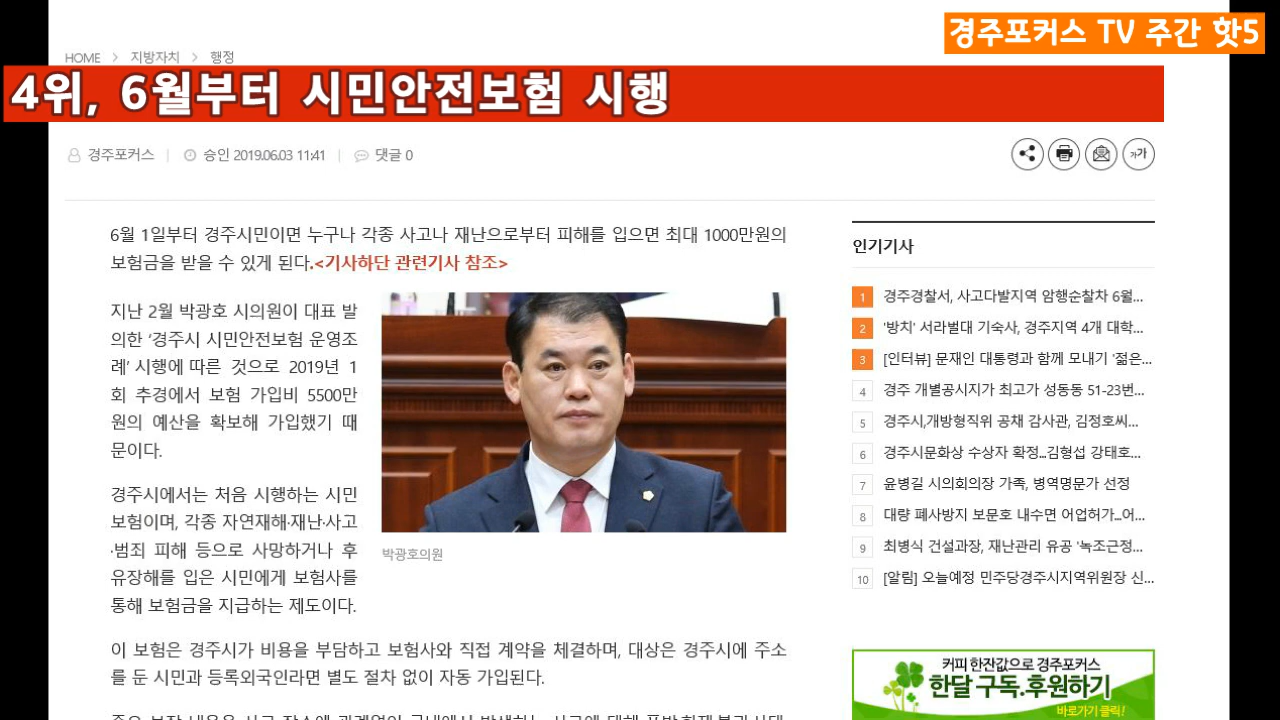 경주포커스 TV 주간 핫5
HOME > 지방자치 > 행정
4위, 6월부터 시민안전보험 시행
경주포커스 | 승인 2019.06.03 11:41 | 댓글 0
가가
6월 1일부터 경주시민이면 누구나 각종 사고나 재난으로부터 피해를 입으면 최대 1000만원의
보험금을 받을 수 있게 된다.<기사하단 관련기사 참조>
지난 2월 박광호 시의원이 대표 발
의한 ‘경주시 시민안전보험 운영조
례’ 시행에 따른 것으로 2019년 1
회 추경에서 보험 가입비 5500만
원의 예산을 확보해 가입했기 때
문이다.
경주시에서는 처음 시행하는 시민
보험이며, 각종 자연재해·재난·사고
·범죄 피해 등으로 사망하거나 후
유장해를 입은 시민에게 보험사를
통해 보험금을 지급하는 제도이다.
박광호의원
이 보험은 경주시가 비용을 부담하고 보험사와 직접 계약을 체결하며, 대상은 경주시에 주소
를 둔 시민과 등록외국인라면 별도 절차 없이 자동 가입된다.
인기기사
1 경주경찰서, 사고다발지역 암행순찰차 6월...
2 '방치' 서라벌대 기숙사, 경주지역 4개 대학...
3 [인터뷰] 문재인 대통령과 함께 모내기 '젊은...
4 경주 개별공시지가 최고가 성동동 51-23번...
5 경주시,개방형직위 공채 감사관, 김정호씨...
6 경주시문화상 수상자 확정...김형섭 강태호...
7 윤병길 시의회의장 가족, 병역명문가 선정
8 대량 폐사방지 보문호 내수면 어업허가...어...
9 최병식 건설과장, 재난관리 유공 '녹조근정...
10 [알림] 오늘예정 민주당경주시지역위원장 신...
커피 한잔값으로 경주포커스
한달 구독.후원하기
바로가기 클릭!